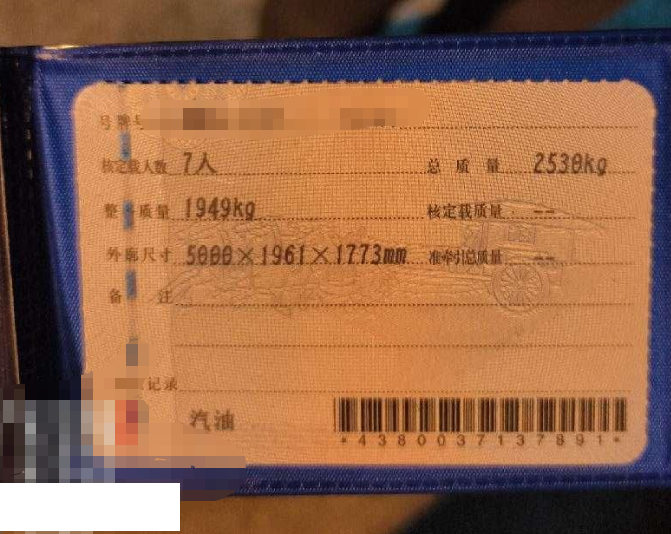 号牌号
核定载人数 7人 总质量 2530kg
整 质量 1949kg 核定载质量 --
外廓尺寸 5000×1961×1773mm 准牵引总质量 --
备注
记录
汽油
*4380037137891*